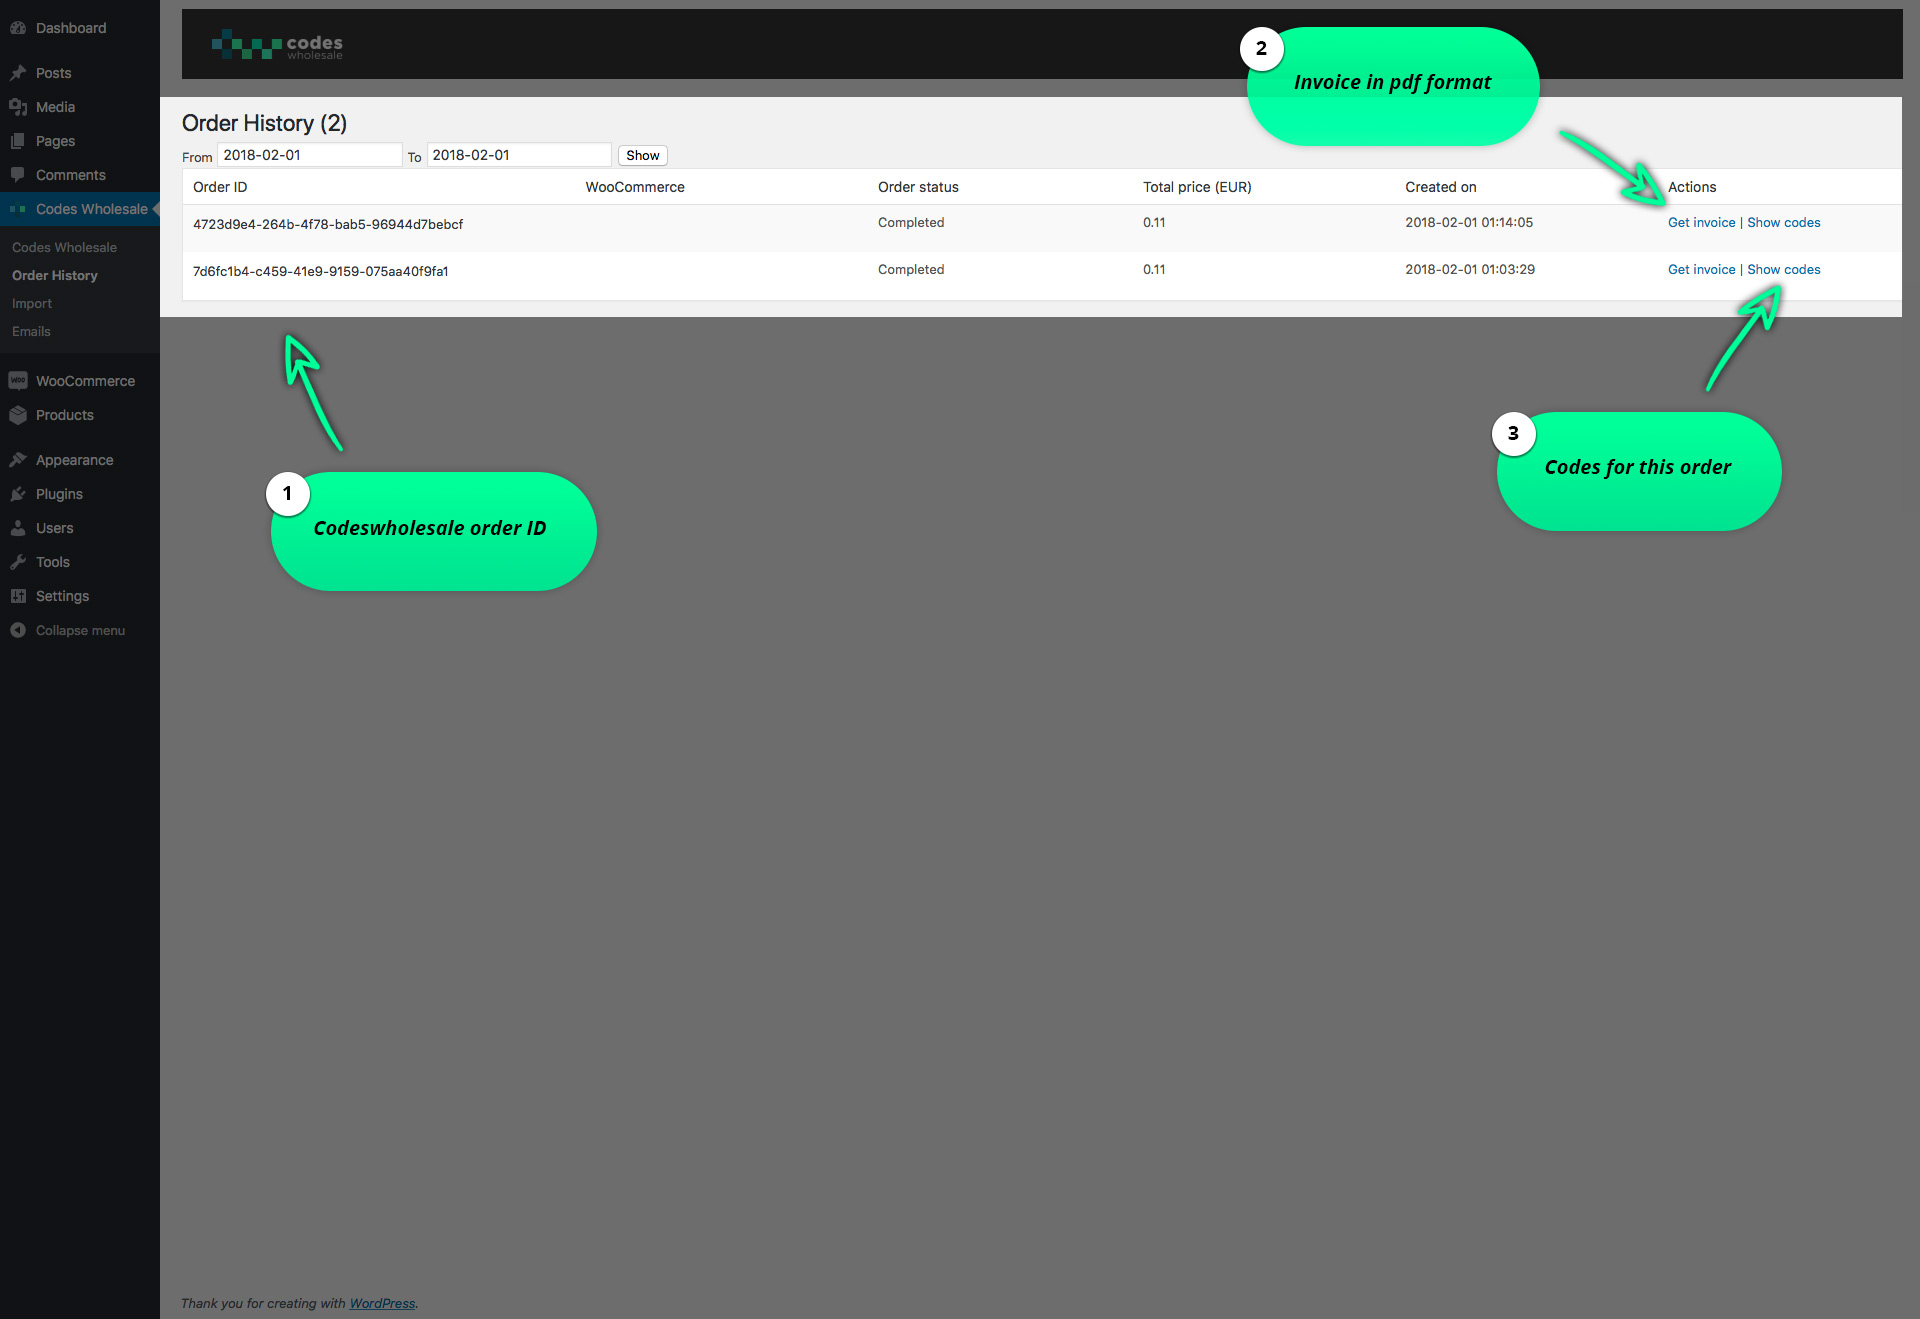 Dashboard
Posts
Media
Pages
Comments
Codes Wholesale
Codes Wholesale
Order History
Import
Emails
WooCommerce
Products
Appearance
Plugins
Users
Tools
Settings
Collapse menu
codes
wholesale
2
Invoice in pdf format
Order History (2)
From 2018-02-01 To 2018-02-01 Show
Order ID WooCommerce Order status Total price (EUR) Created on Actions
4723d9e4-264b-4f78-bab5-96944d7bebcf Completed 0.11 2018-02-01 01:14:05 Get invoice | Show codes
7d6fc1b4-c459-41e9-9159-075aa40f9fa1 Completed 0.11 2018-02-01 01:03:29 Get invoice | Show codes
3
Codes for this order
1
Codeswholesale order ID
Thank you for creating with WordPress.